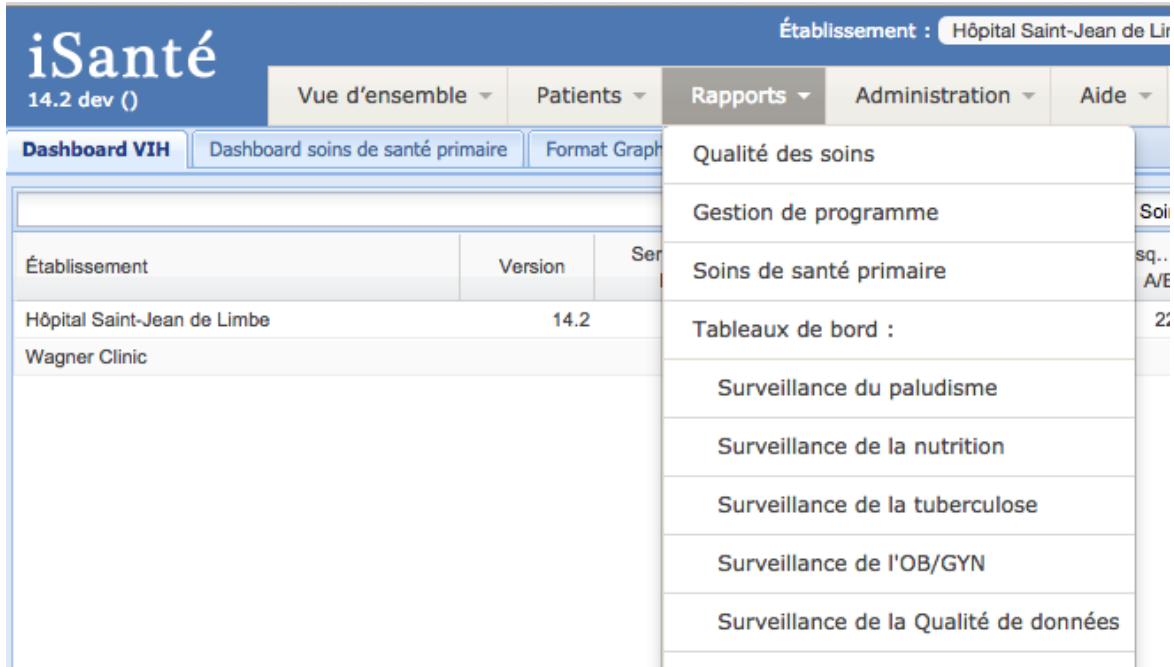 iSanté
14.2 dev ()
Établissement : Hôpital Saint-Jean de
Vue d'ensemble Patients Rapports Administration Aide
Dashboard VIH Dashboard soins de santé primaire Format
Qualité des soins
Gestion de programme
Soins de santé primaire
Tableaux de bord :
Surveillance du paludisme
Surveillance de la nutrition
Surveillance de la tuberculose
Surveillance de l'OB/GYN
Surveillance de la Qualité de données
Établissement Version
Hôpital Saint-Jean de Limbe 14.2
Wagner Clinic